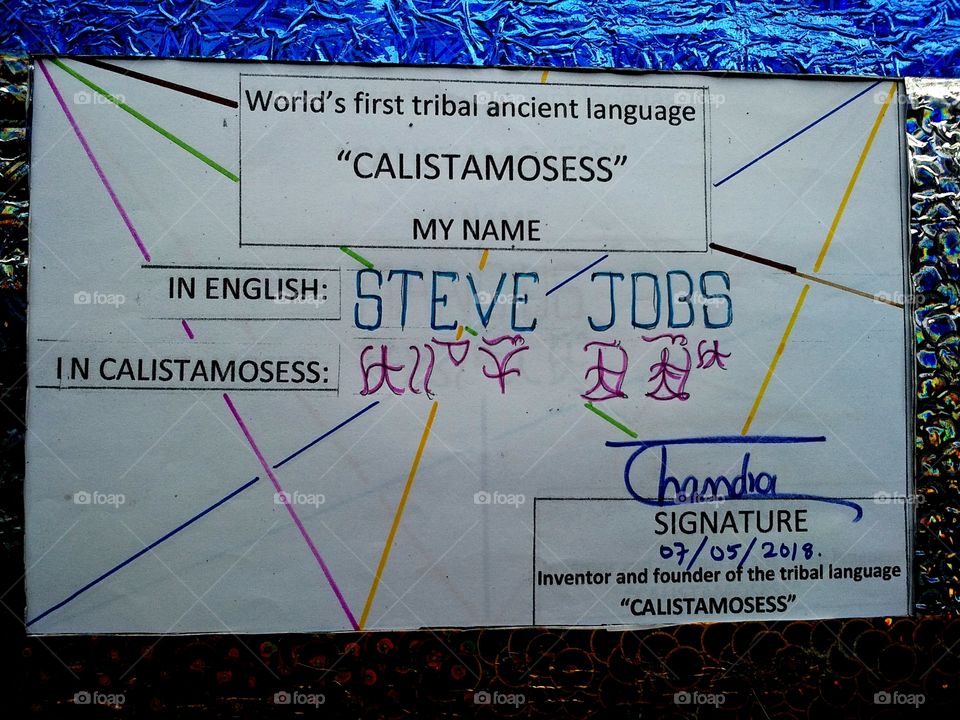 World's first tribal ancient language
"CALISTAMOSESS"
MY NAME
IN ENGLISH: STEVE JOBS
IN CALISTAMOSESS:
Chandra
SIGNATURE
07/05/2018.
Inventor and founder of the tribal language
"CALISTAMOSESS"